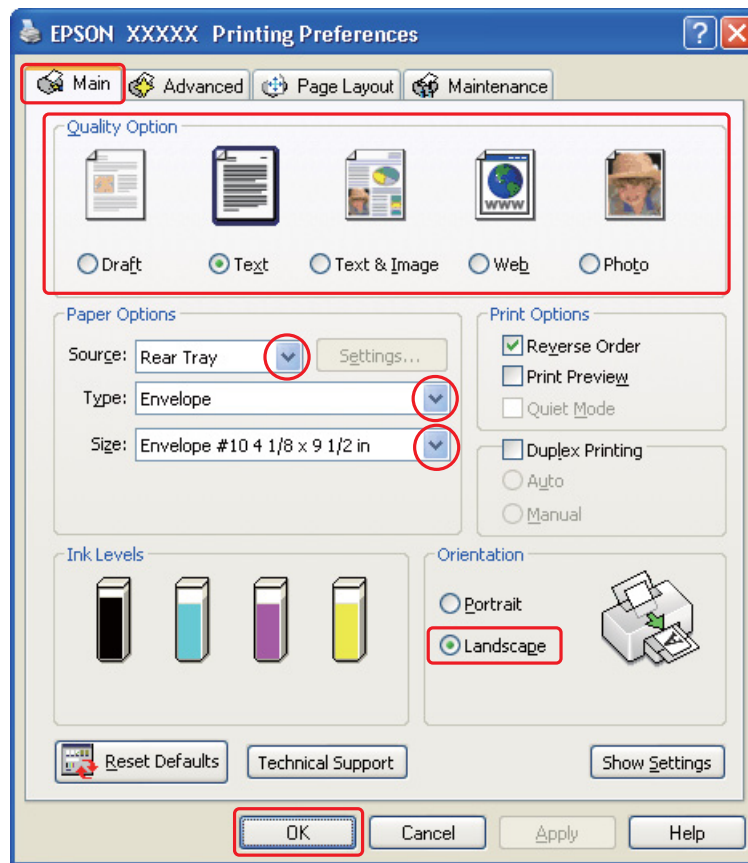 EPSON XXXXX Printing Preferences
Main
Advanced
Page Layout
Maintenance
Quality Option
WWW
Draft
Text
Text & Image
Web
Photo
Paper Options
Source: Rear Tray
Settings...
Type: Envelope
Size: Envelope #10 4 1/8 x 9 1/2 in
Print Options
Reverse Order
Print Preview
Quiet Mode
Duplex Printing
Auto
Manual
Ink Levels
Orientation
Portrait
Landscape
A
Reset Defaults
Technical Support
Show Settings
OK
Cancel
Apply
Help